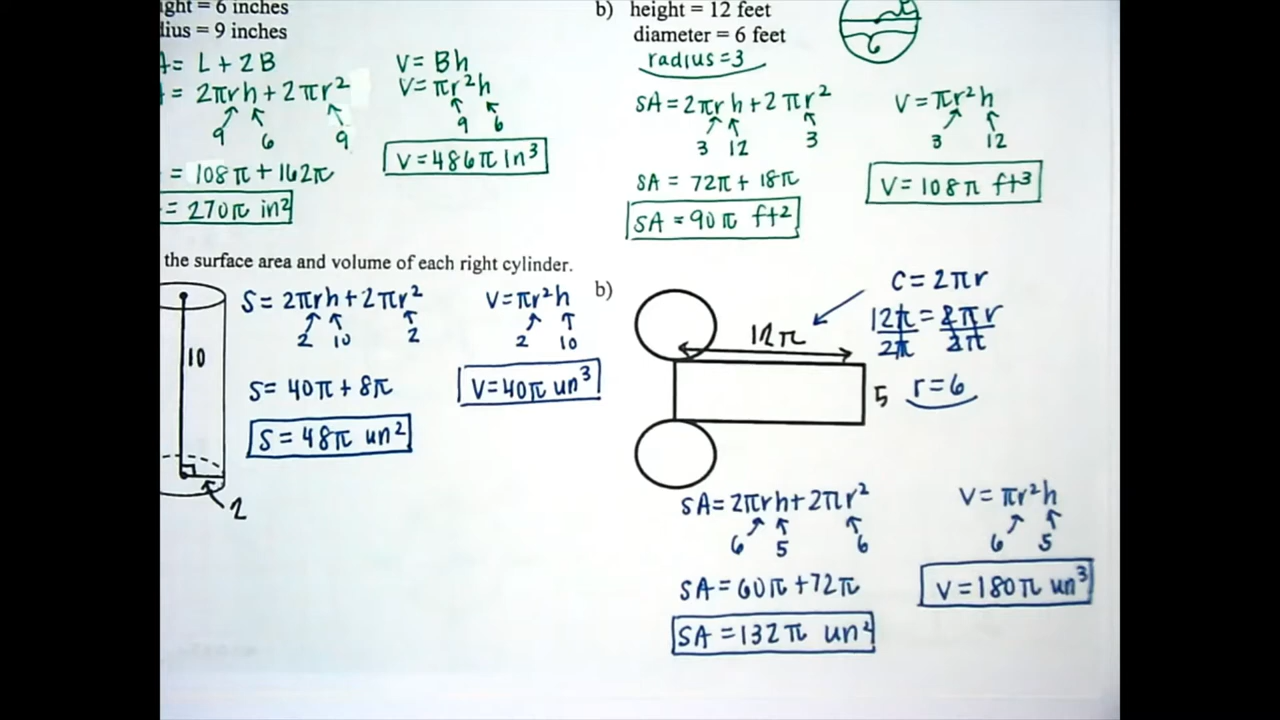 ght = 6 inches
dius = 9 inches
= L + 2B
= 2πrh + 2πr²
9 6 9
= 108π + 162π
= 270π in²
V = Bh
V = πr²h
9 6
V = 486π in³
b) height = 12 feet
diameter = 6 feet
radius = 3
6
SA = 2πrh + 2πr²
3 12 3
SA = 72π + 18π
SA = 90π ft²
V = πr²h
3 12
V = 108π ft³
the surface area and volume of each right cylinder.
10
2
S = 2πrh + 2πr²
2 10 2
S = 40π + 8π
S = 48π un²
V = πr²h
2 10
V = 40π un³
b)
12π
5
C = 2πr
12π = 2πr
2π 2π
r = 6
SA = 2πrh + 2πr²
6 5 6
SA = 60π + 72π
SA = 132π un²
V = πr²h
6 5
V = 180π un³